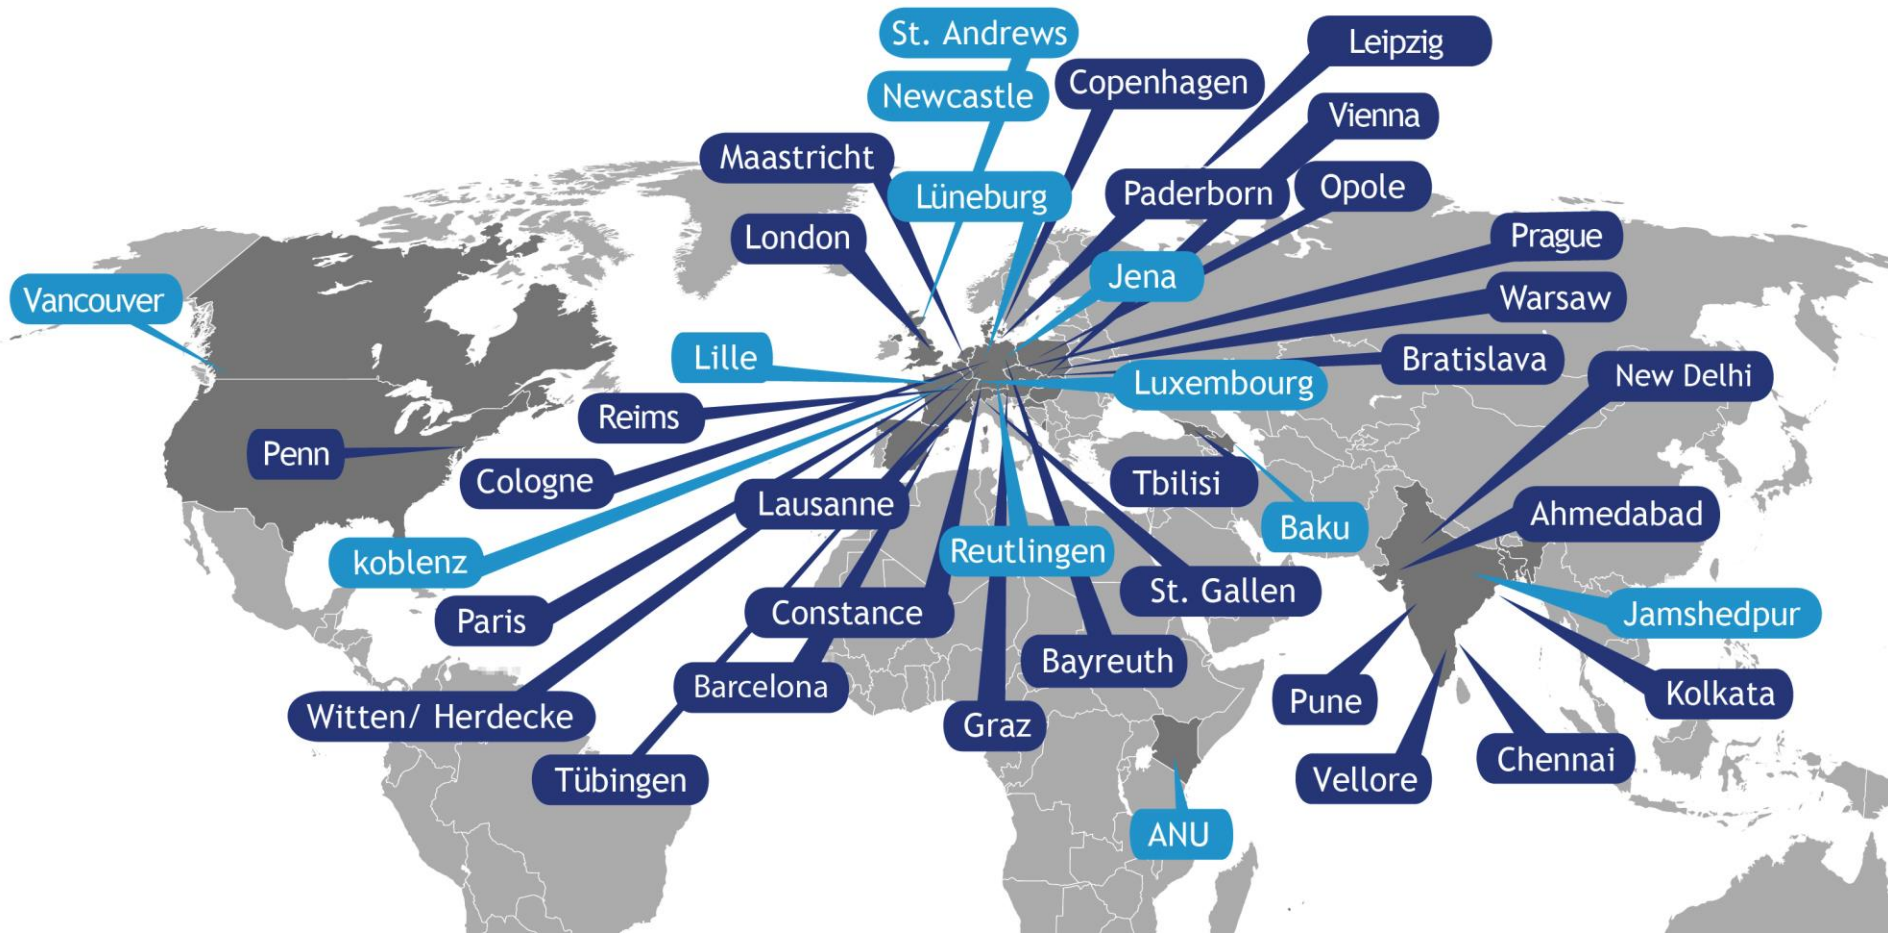 St. Andrews
Leipzig
Copenhagen
Newcastle
Vienna
Maastricht
Lüneburg
Paderborn
Opole
London
Prague
Jena
Vancouver
Warsaw
Lille
Bratislava
Luxembourg
New Delhi
Reims
Penn
Cologne
Tbilisi
Lausanne
Ahmedabad
Baku
Reutlingen
koblenz
St. Gallen
Constance
Jamshedpur
Paris
Bayreuth
Barcelona
Kolkata
Pune
Witten/ Herdecke
Graz
Chennai
Tübingen
Vellore
ANU